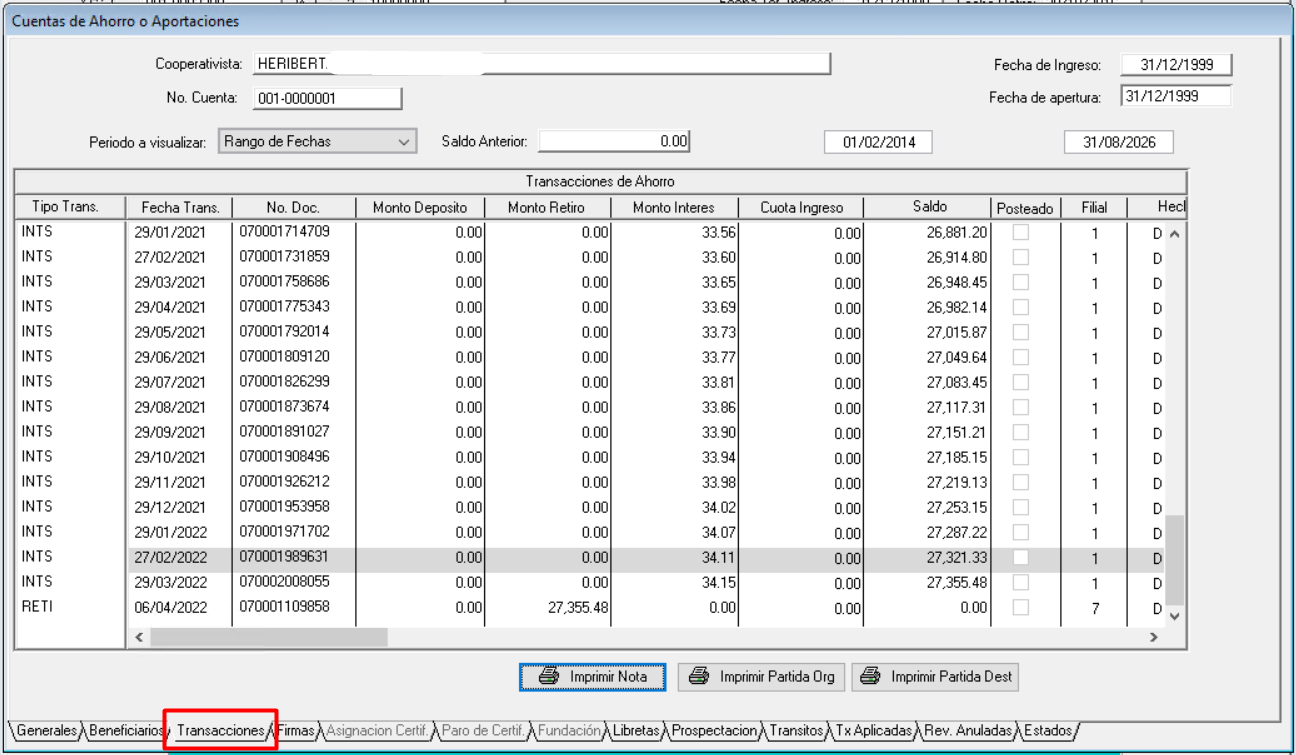 Cuentas de Ahorro o Aportaciones
Cooperativista: HERIBERT. Fecha de Ingreso: 31/12/1999
No. Cuenta: 001-0000001 Fecha de apertura: 31/12/1999
Periodo a visualizar: Rango de Fechas Saldo Anterior: 0.00 01/02/2014 31/08/2026
Transacciones de Ahorro
Tipo Trans. Fecha Trans. No. Doc. Monto Deposito Monto Retiro Monto Interes Cuota Ingreso Saldo Posteado Filial Hecl
INTS 29/01/2021 070001714709 0.00 0.00 33.56 0.00 26,881.20 1 D
INTS 27/02/2021 070001731859 0.00 0.00 33.60 0.00 26,914.80 1 D
INTS 29/03/2021 070001758686 0.00 0.00 33.65 0.00 26,948.45 1 D
INTS 29/04/2021 070001775343 0.00 0.00 33.69 0.00 26,982.14 1 D
INTS 29/05/2021 070001792014 0.00 0.00 33.73 0.00 27,015.87 1 D
INTS 29/06/2021 070001809120 0.00 0.00 33.77 0.00 27,049.64 1 D
INTS 29/07/2021 070001826299 0.00 0.00 33.81 0.00 27,083.45 1 D
INTS 29/08/2021 070001873674 0.00 0.00 33.86 0.00 27,117.31 1 D
INTS 29/09/2021 070001891027 0.00 0.00 33.90 0.00 27,151.21 1 D
INTS 29/10/2021 070001908496 0.00 0.00 33.94 0.00 27,185.15 1 D
INTS 29/11/2021 070001926212 0.00 0.00 33.98 0.00 27,219.13 1 D
INTS 29/12/2021 070001953958 0.00 0.00 34.02 0.00 27,253.15 1 D
INTS 29/01/2022 070001971702 0.00 0.00 34.07 0.00 27,287.22 1 D
INTS 27/02/2022 070001989631 0.00 0.00 34.11 0.00 27,321.33 1 D
INTS 29/03/2022 070002008055 0.00 0.00 34.15 0.00 27,355.48 1 D
RETI 06/04/2022 070001109858 0.00 27,355.48 0.00 0.00 0.00 7 D
Imprimir Nota Imprimir Partida Org Imprimir Partida Dest
Generales Beneficiarios Transacciones Firmas Asignacion Certif. Paro de Certif. Fundación Libretas Prospectacion Transitos Tx Aplicadas Rev. Anuladas Estados